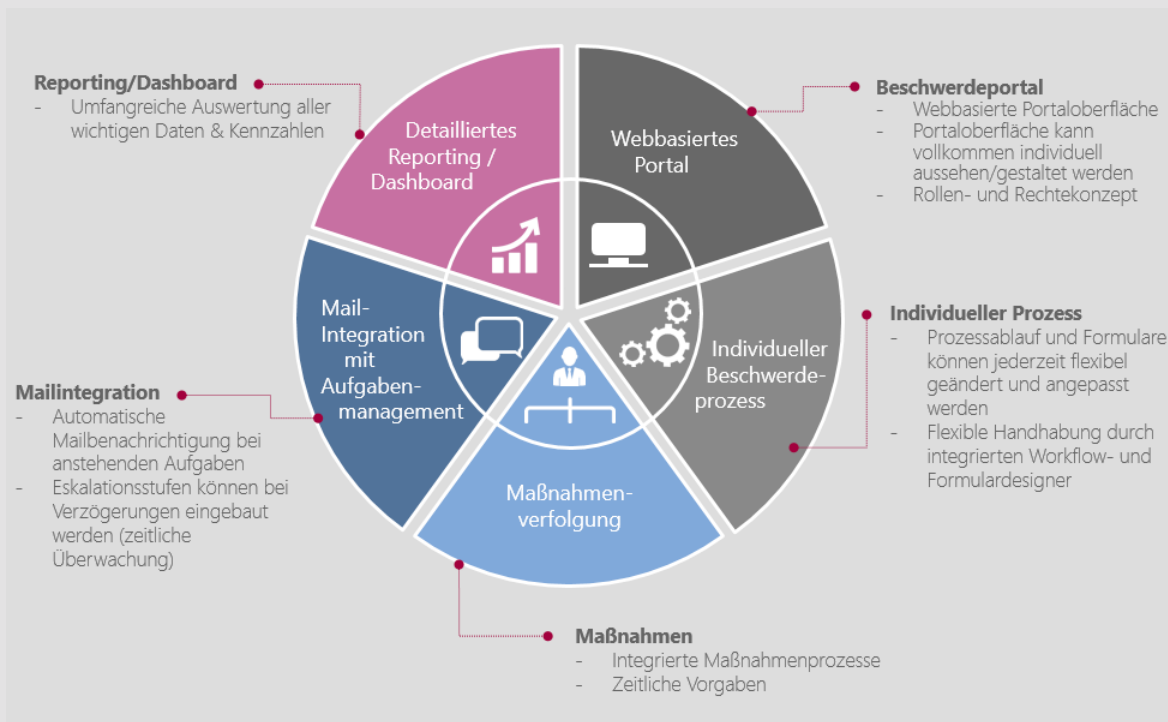 Reporting/Dashboard
- Umfangreiche Auswertung aller
wichtigen Daten & Kennzahlen
Detailliertes
Reporting /
Dashboard
Webbasiertes
Portal
Beschwerdeportal
- Webbasierte Portaloberfläche
- Portaloberfläche kann
vollkommen individuell
aussehen/gestaltet werden
- Rollen- und Rechtekonzept
Mail-
Integration
mit
Aufgaben-
management
Individueller
Beschwerde-
prozess
Individueller Prozess
- Prozessablauf und Formulare
können jederzeit flexibel
geändert und angepasst
werden
- Flexible Handhabung durch
integrierten Workflow- und
Formulardesigner
Mailintegration
- Automatische
Mailbenachrichtigung bei
anstehenden Aufgaben
- Eskalationsstufen können bei
Verzögerungen eingebaut
werden (zeitliche
Überwachung)
Maßnahmen-
verfolgung
Maßnahmen
- Integrierte Maßnahmenprozesse
- Zeitliche Vorgaben